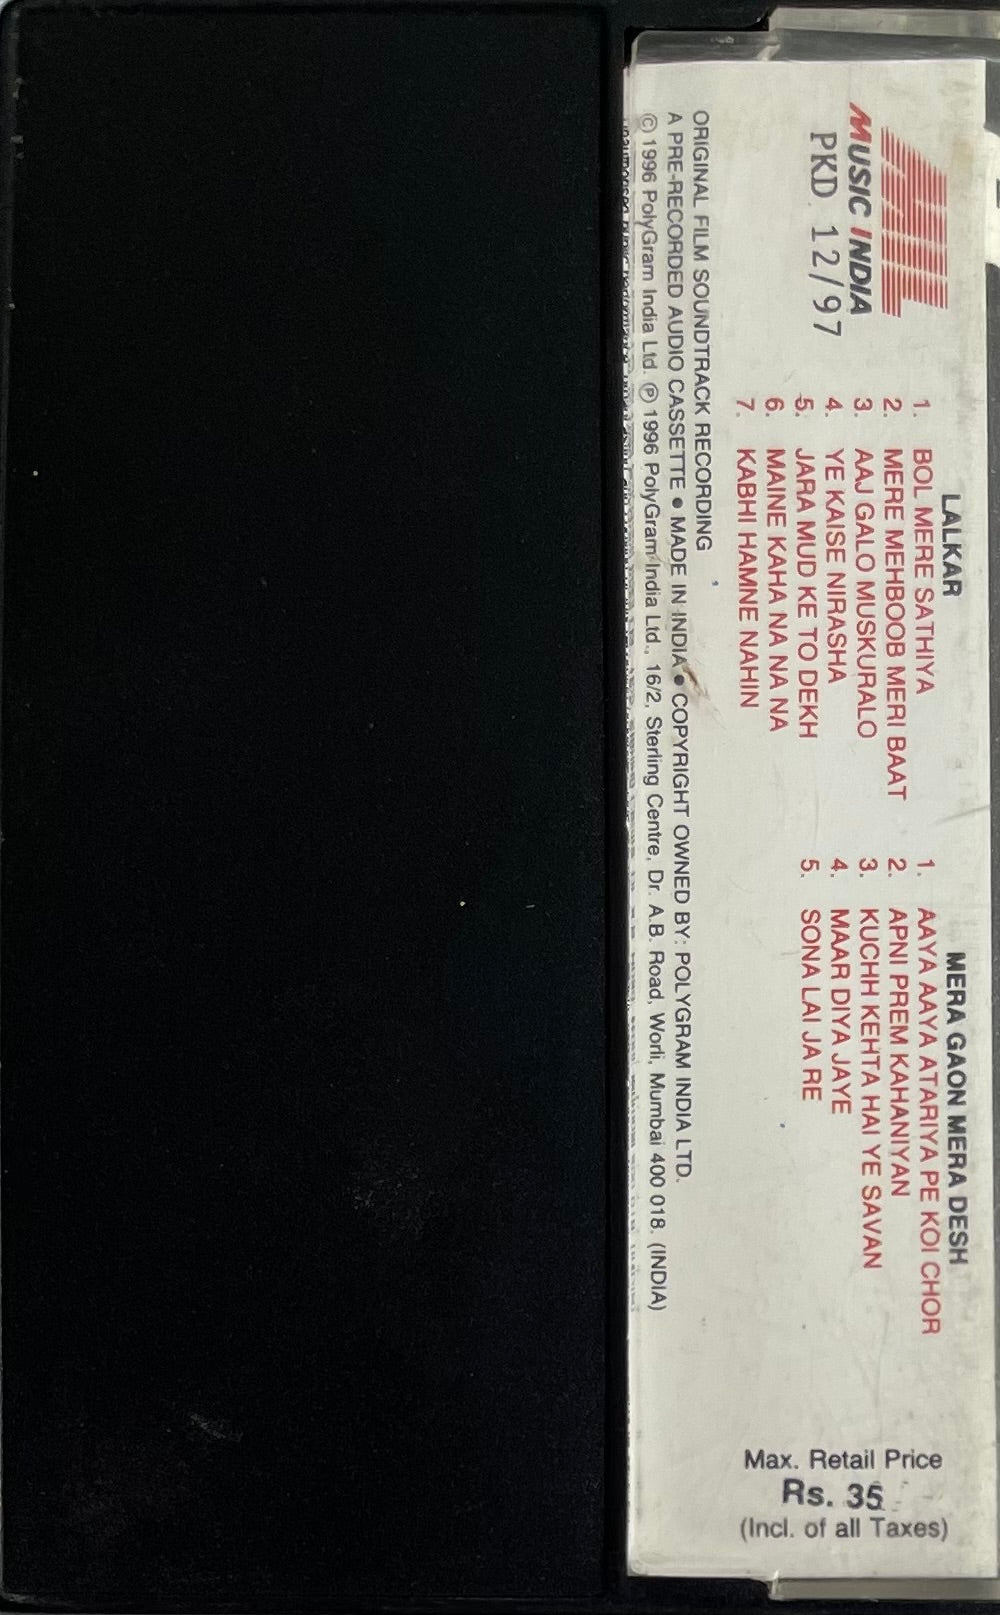 MIL
MUSIC INDIA
PKD 12/97
LALKAR
1. BOL MERE SATHIYA
2. MERE MEHBOOB MERI BAAT
3. AAJ GALO MUSKURALO
4. YE KAISE NIRASHA
5. JARA MUD KE TO DEKH
6. MAINE KAHA NA NA NA
7. KABHI HAMNE NAHIN
MERA GAON MERA DESH
1. AAYA AAYA ATARIYA PE KOI CHOR
2. APNI PREM KAHANIYAN
3. KUCHH KEHTA HAI YE SAVAN
4. MAAR DIYA JAYE
5. SONA LAI JA RE
Max. Retail Price
Rs. 35
(Incl. of all Taxes)
ORIGINAL FILM SOUNDTRACK RECORDING
A PRE-RECORDED AUDIO CASSETTE • MADE IN INDIA • COPYRIGHT OWNED BY: POLYGRAM INDIA LTD.
© 1996 PolyGram India Ltd. ℗ 1996 PolyGram India Ltd., 16/2, Sterling Centre, Dr. A.B. Road, Worli, Mumbai 400 018. (INDIA)